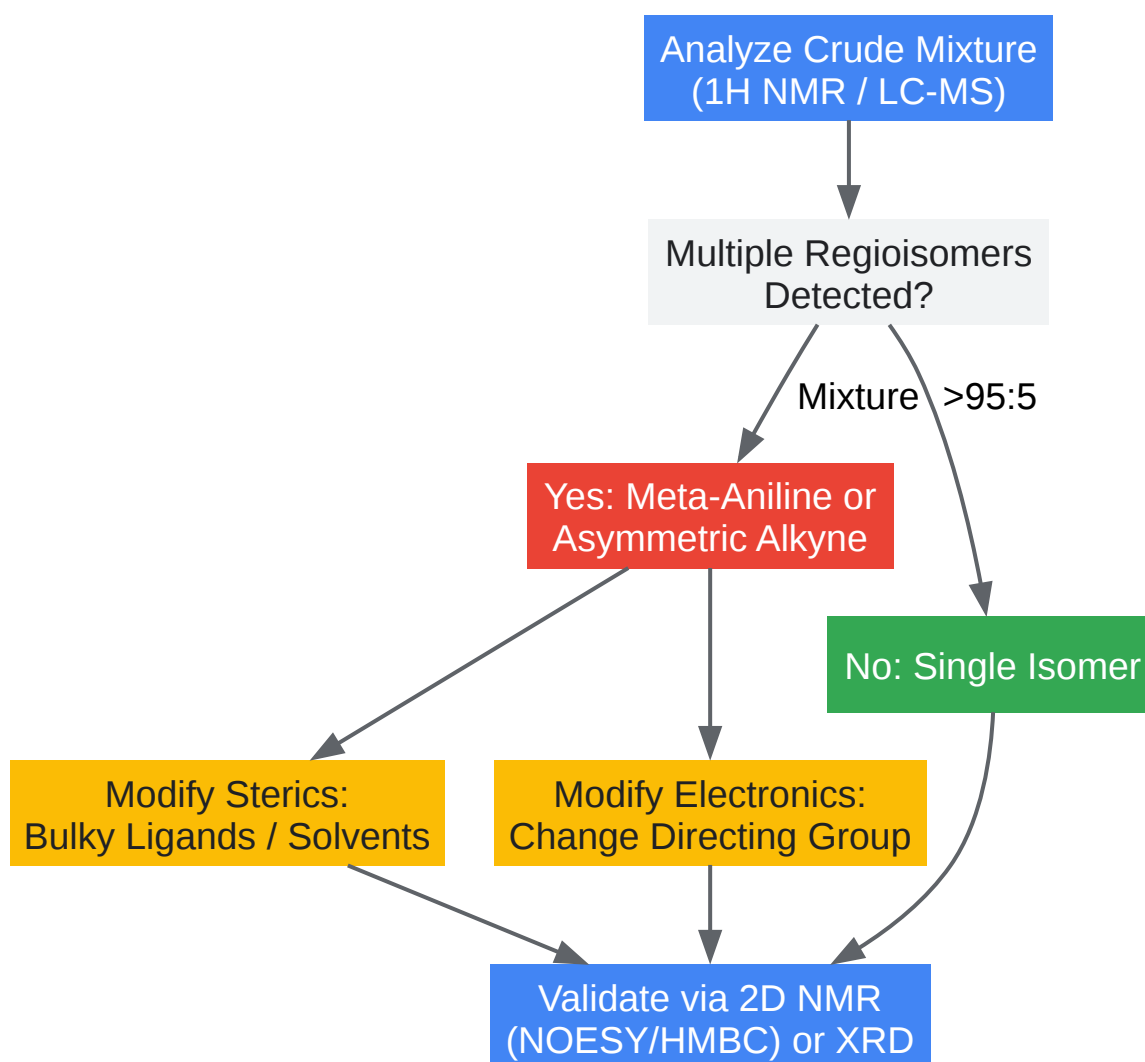 Analyze Crude Mixture
(1H NMR / LC-MS)
Multiple Regioisomers
Detected?
Mixture
>95:5
Yes: Meta-Aniline or
Asymmetric Alkyne
No: Single Isomer
Modify Sterics:
Bulky Ligands / Solvents
Modify Electronics:
Change Directing Group
Validate via 2D NMR
(NOESY/HMBC) or XRD